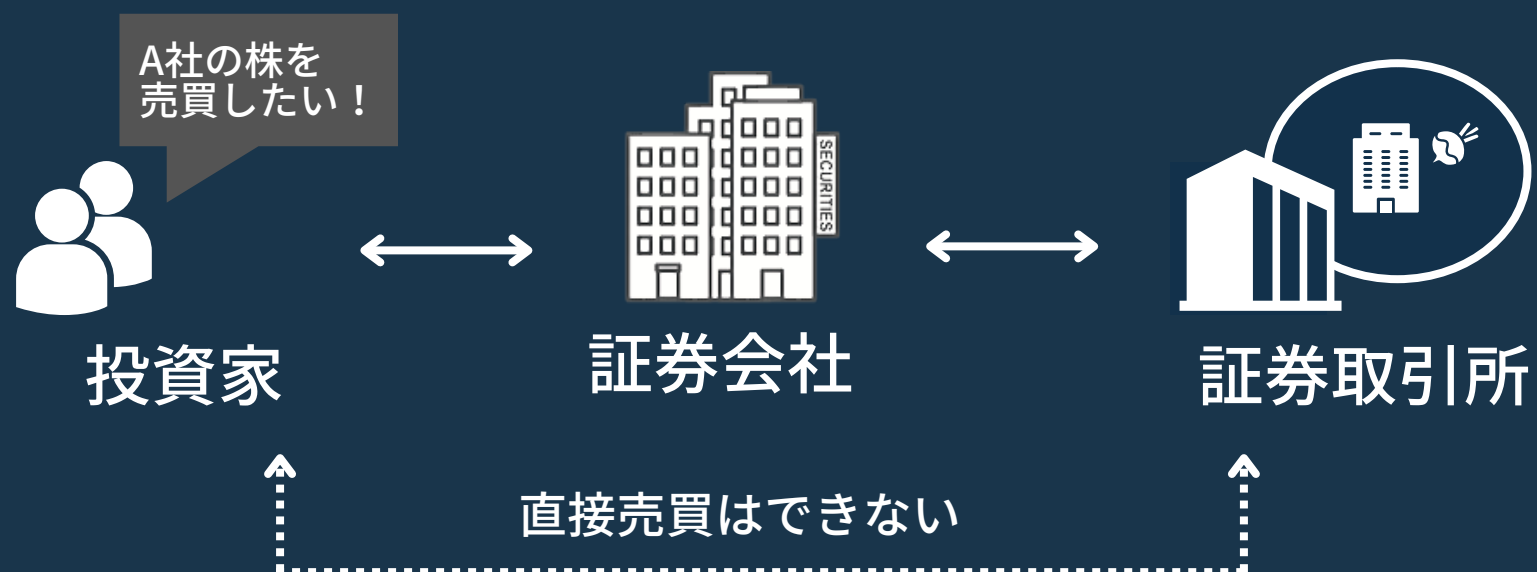 A社の株を
売買したい！
SECURITIES
投資家
証券会社
証券取引所
直接売買はできない